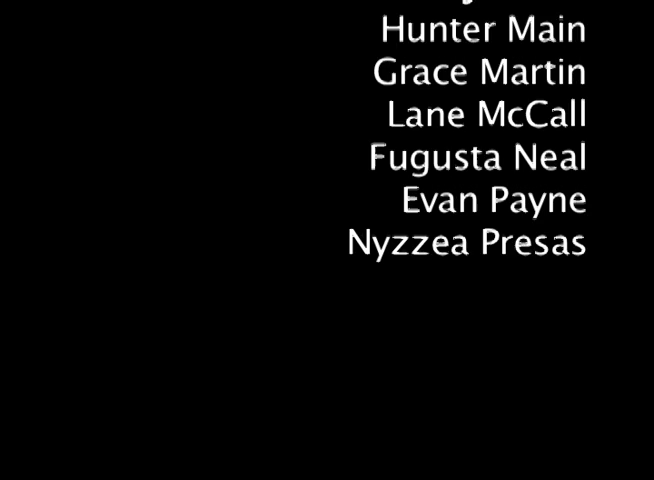 Hunter Main
Grace Martin
Lane McCall
Fugusta Neal
Evan Payne
Nyzzea Presas